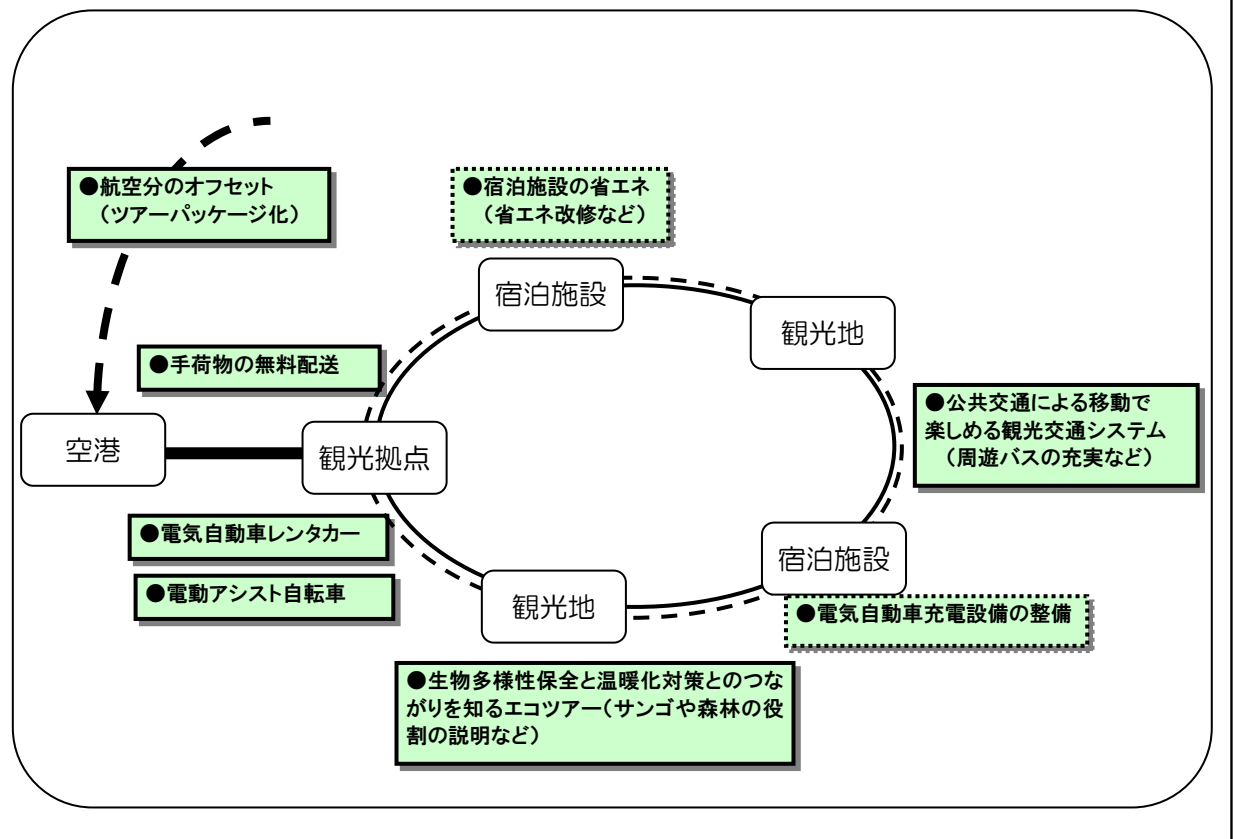 ●航空分のオフセット
（ツアーパッケージ化）
●宿泊施設の省エネ
（省エネ改修など）
宿泊施設
観光地
●手荷物の無料配送
●公共交通による移動で
楽しめる観光交通システム
（周遊バスの充実など）
空港
観光拠点
●電気自動車レンタカー
宿泊施設
●電動アシスト自転車
観光地
●電気自動車充電設備の整備
●生物多様性保全と温暖化対策とのつな
がりを知るエコツアー（サンゴや森林の役
割の説明など）